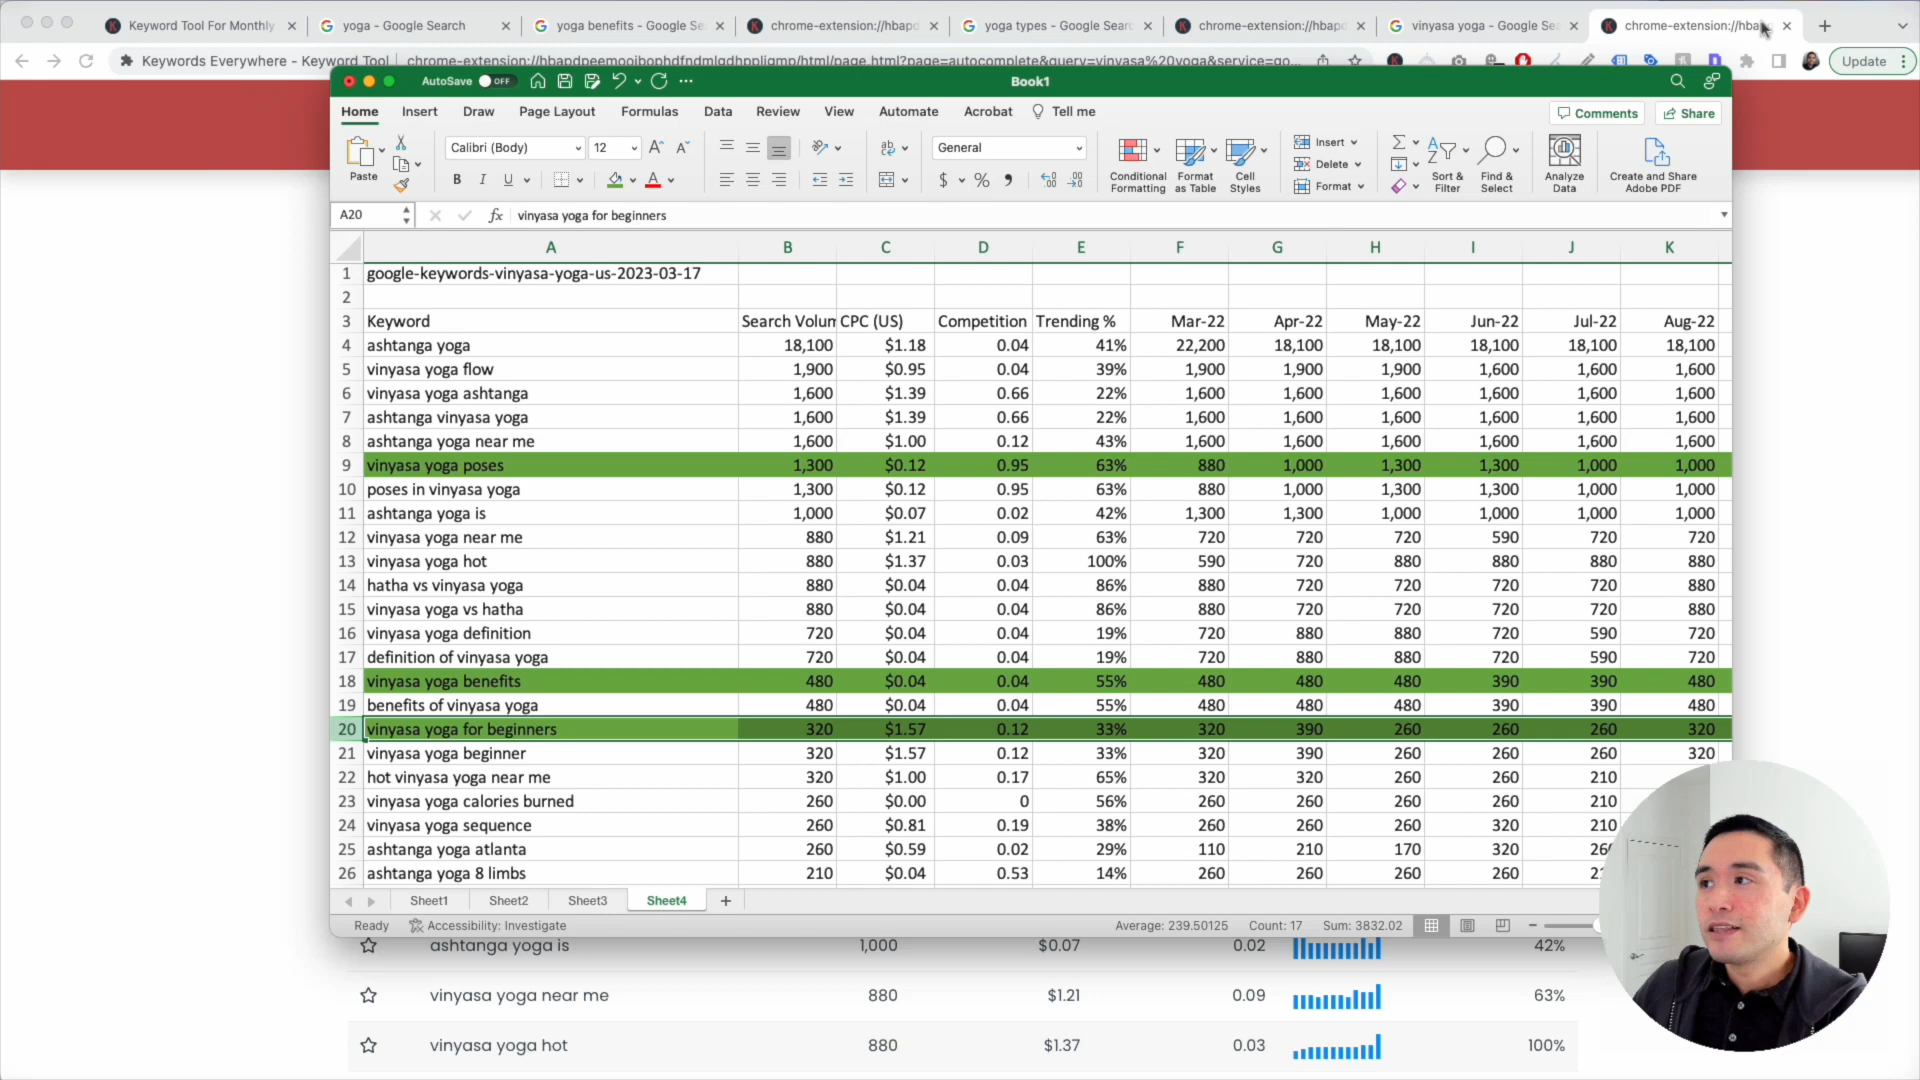 Keyword Tool For Monthly
yoga - Google Search
yoga benefits - Google Se
chrome-extension://hbapd
yoga types - Google Searc
chrome-extension://hbapd
vinyasa yoga - Google Sea
chrome-extension://hbap
Keywords Everywhere - Keyword Tool
chrome-extension://hbapdpeemoojbophdfndmlgdhppljgmp/html/page.html?page=autocomplete&query=vinyasa%20yoga&service=go...
Update
AutoSave OFF
Book1
Home Insert Draw Page Layout Formulas Data Review View Automate Acrobat Tell me
Comments Share
Paste
Calibri (Body) 12
General
Conditional Formatting
Format as Table
Cell Styles
Insert
Delete
Format
Sort & Filter
Find & Select
Analyze Data
Create and Share Adobe PDF
A20 fx vinyasa yoga for beginners
A B C D E F G H I J K
1 google-keywords-vinyasa-yoga-us-2023-03-17
2
3 Keyword Search Volum CPC (US) Competition Trending % Mar-22 Apr-22 May-22 Jun-22 Jul-22 Aug-22
4 ashtanga yoga 18,100 $1.18 0.04 41% 22,200 18,100 18,100 18,100 18,100 18,100
5 vinyasa yoga flow 1,900 $0.95 0.04 39% 1,900 1,900 1,900 1,600 1,600 1,600
6 vinyasa yoga ashtanga 1,600 $1.39 0.66 22% 1,600 1,600 1,600 1,600 1,600 1,600
7 ashtanga vinyasa yoga 1,600 $1.39 0.66 22% 1,600 1,600 1,600 1,600 1,600 1,600
8 ashtanga yoga near me 1,600 $1.00 0.12 43% 1,600 1,600 1,600 1,600 1,600 1,600
9 vinyasa yoga poses 1,300 $0.12 0.95 63% 880 1,000 1,300 1,300 1,000 1,000
10 poses in vinyasa yoga 1,300 $0.12 0.95 63% 880 1,000 1,300 1,300 1,000 1,000
11 ashtanga yoga is 1,000 $0.07 0.02 42% 1,300 1,300 1,000 1,000 1,000 1,000
12 vinyasa yoga near me 880 $1.21 0.09 63% 720 720 720 590 720 720
13 vinyasa yoga hot 880 $1.37 0.03 100% 590 720 880 880 880 880
14 hatha vs vinyasa yoga 880 $0.04 0.04 86% 880 720 720 720 720 880
15 vinyasa yoga vs hatha 880 $0.04 0.04 86% 880 720 720 720 720 880
16 vinyasa yoga definition 720 $0.04 0.04 19% 720 880 880 720 590 720
17 definition of vinyasa yoga 720 $0.04 0.04 19% 720 880 880 720 590 720
18 vinyasa yoga benefits 480 $0.04 0.04 55% 480 480 480 390 390 480
19 benefits of vinyasa yoga 480 $0.04 0.04 55% 480 480 480 390 390 480
20 vinyasa yoga for beginners 320 $1.57 0.12 33% 320 390 260 260 260 320
21 vinyasa yoga beginner 320 $1.57 0.12 33% 320 390 260 260 260 320
22 hot vinyasa yoga near me 320 $1.00 0.17 65% 320 320 260 260 210
23 vinyasa yoga calories burned 260 $0.00 0 56% 260 260 260 260 210
24 vinyasa yoga sequence 260 $0.81 0.19 38% 260 260 260 320 210
25 ashtanga yoga atlanta 260 $0.59 0.02 29% 110 210 170 320
26 ashtanga yoga 8 limbs 210 $0.04 0.53 14% 260 260 260 260
Sheet1 Sheet2 Sheet3 Sheet4
Ready Accessibility: Investigate Average: 239.50125 Count: 17 Sum: 3832.02
ashtanga yoga is 1,000 $0.07 0.02 42%
vinyasa yoga near me 880 $1.21 0.09 63%
vinyasa yoga hot 880 $1.37 0.03 100%